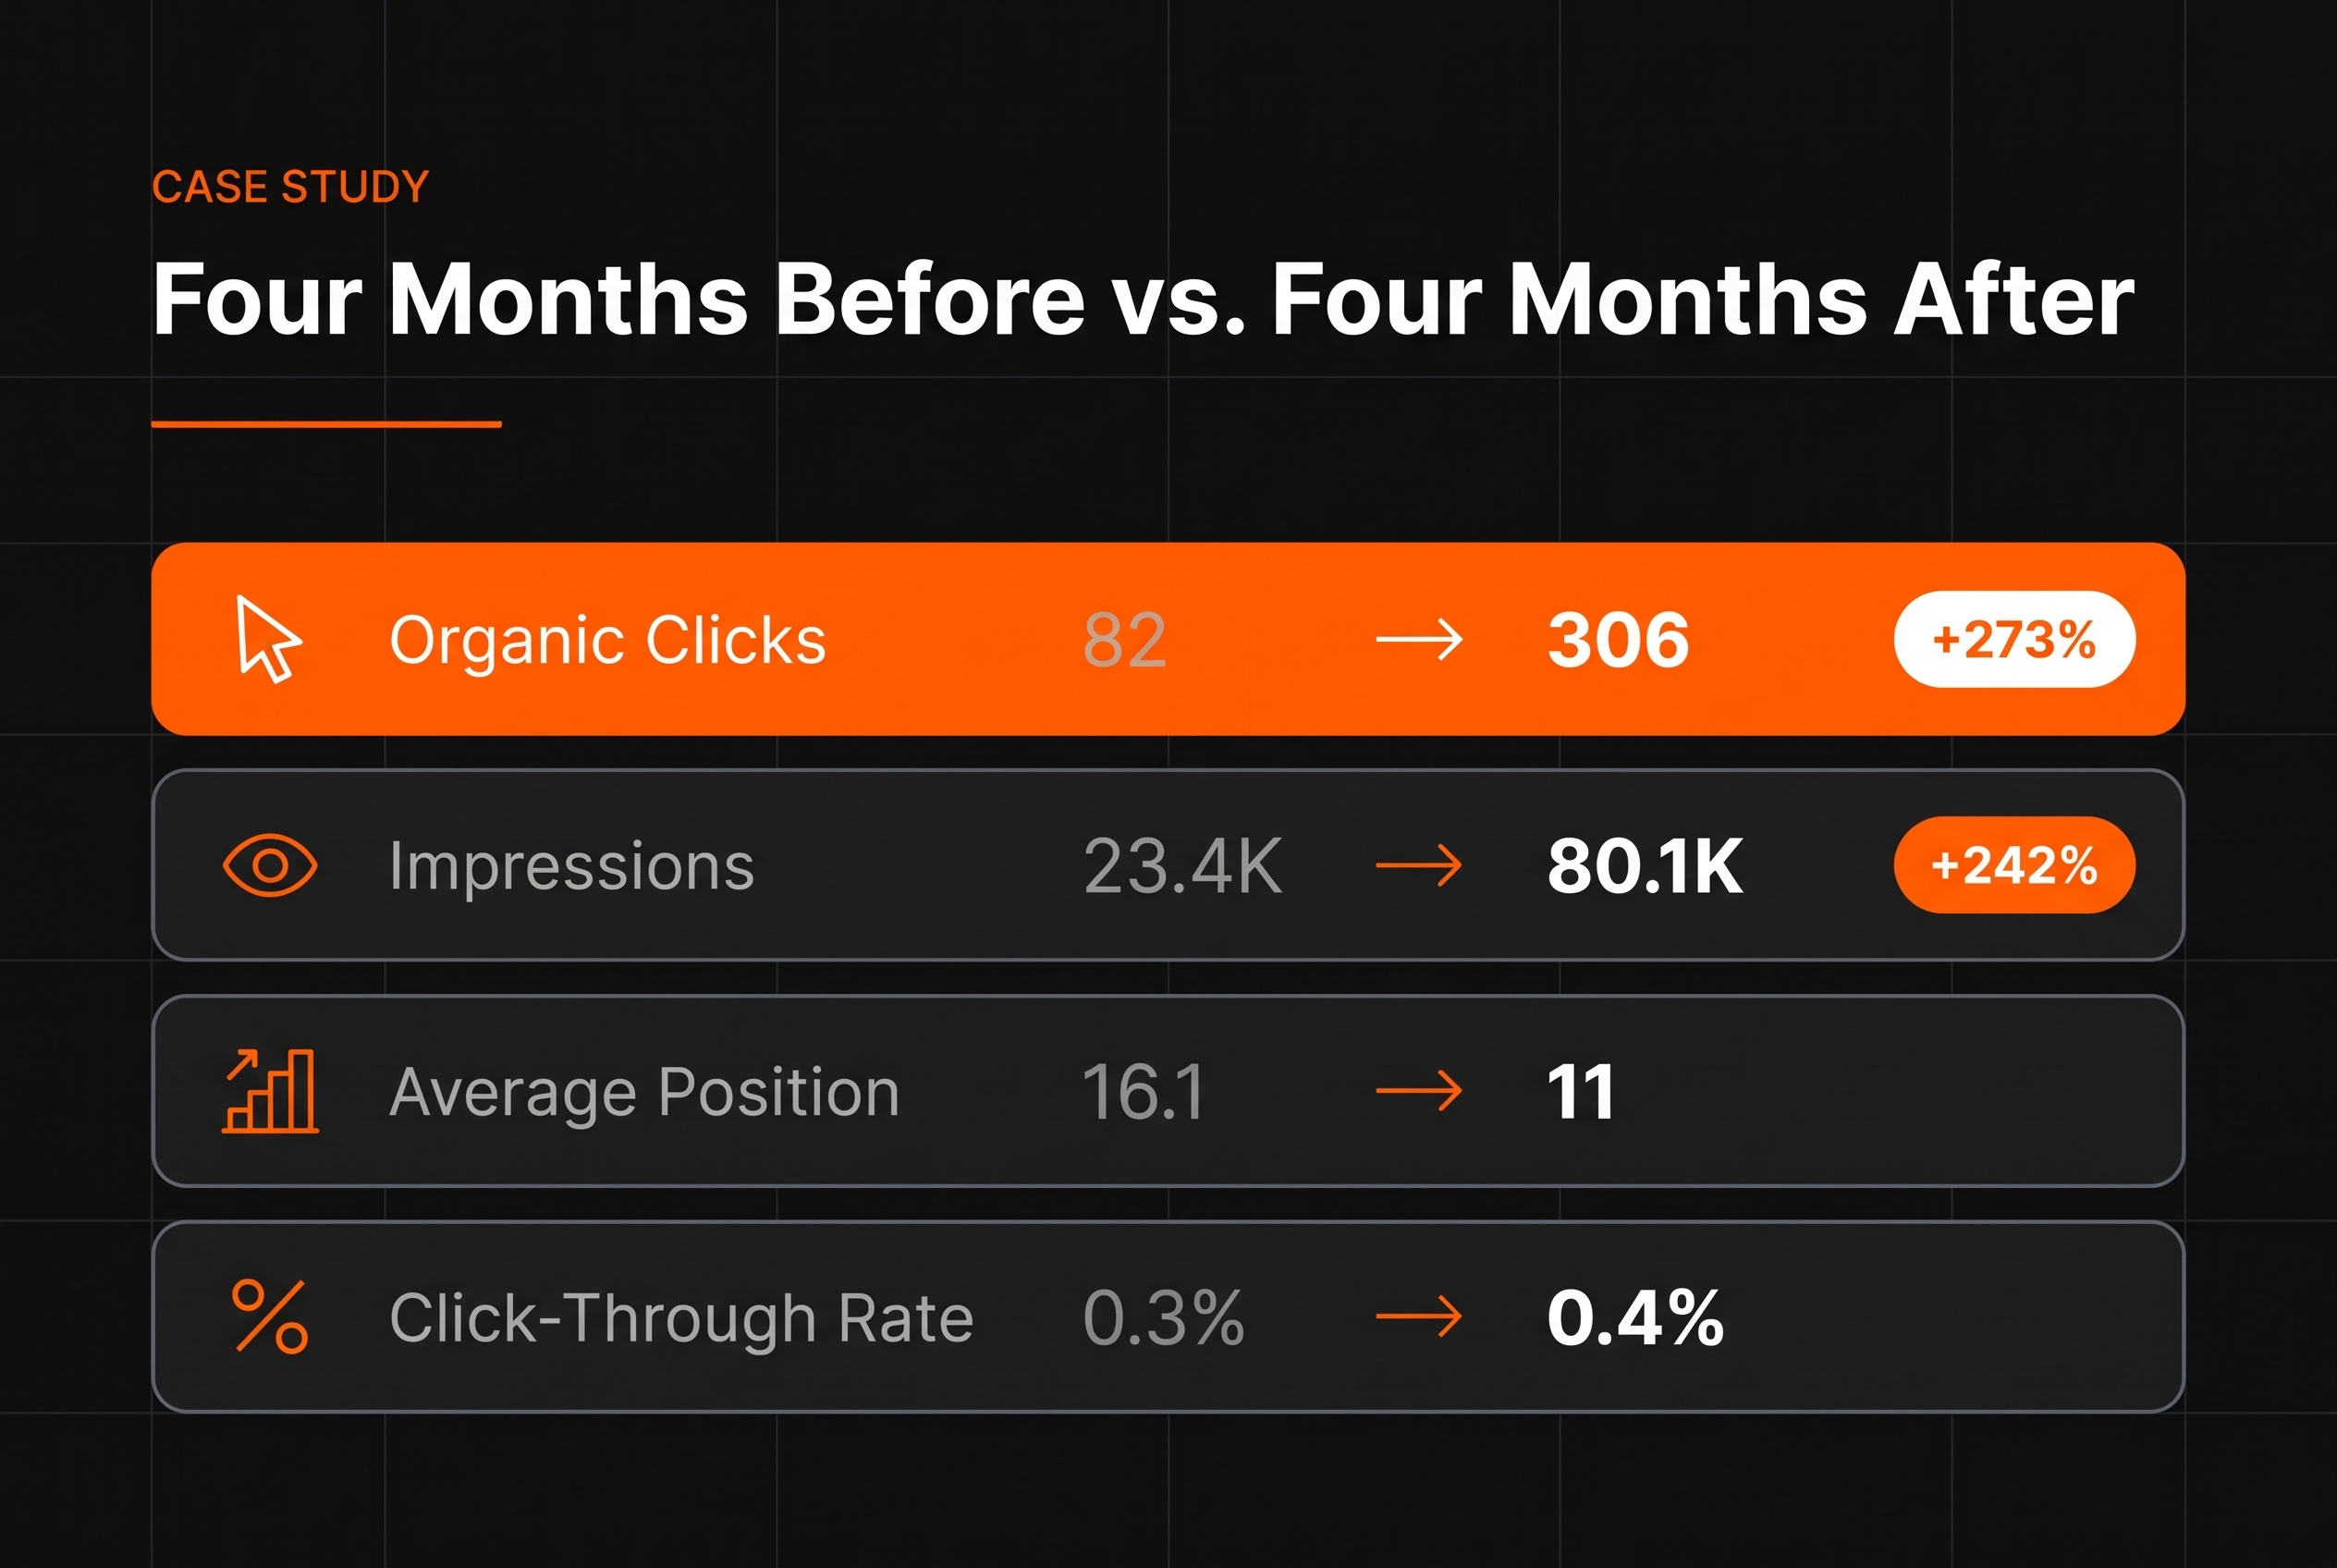 CASE STUDY
Four Months Before vs. Four Months After
Organic Clicks 82 → 306 +273%
Impressions 23.4K → 80.1K +242%
Average Position 16.1 → 11
Click-Through Rate 0.3% → 0.4%